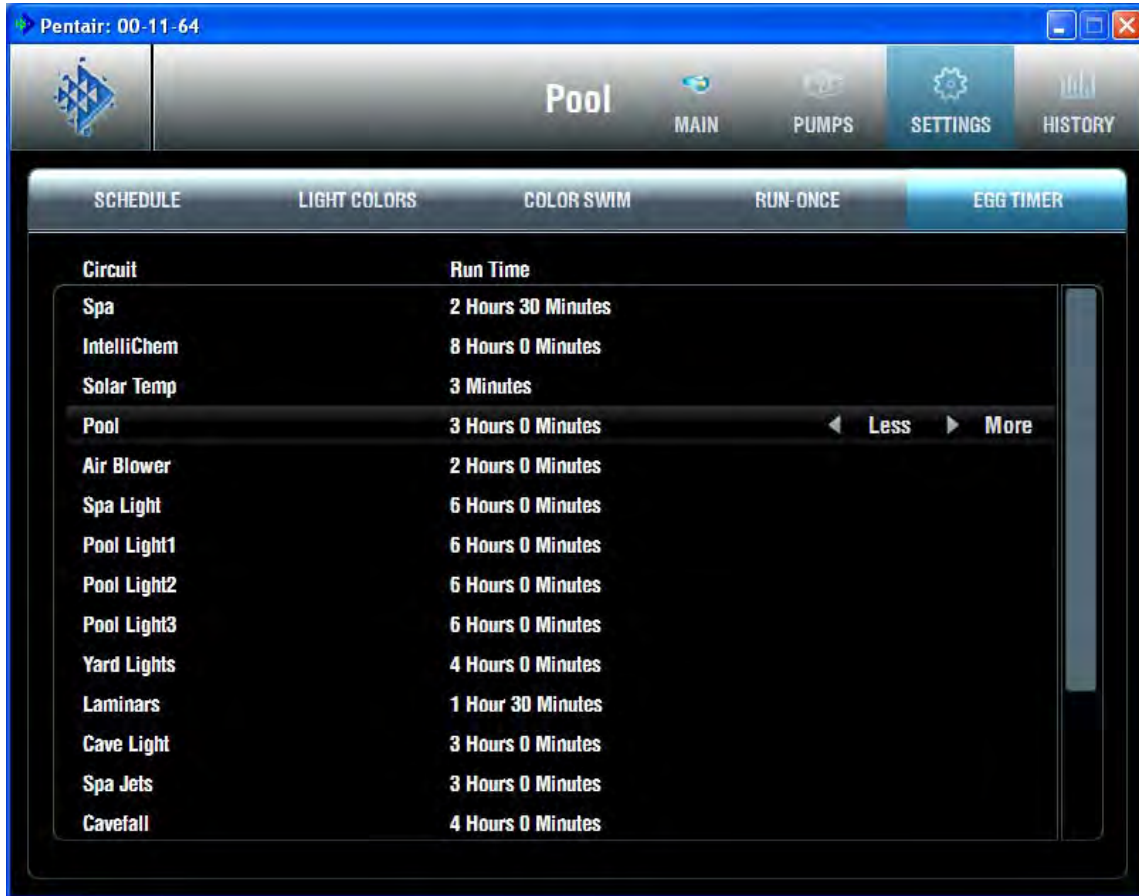 Pentair: 00-11-64
Pool
MAIN
PUMPS
SETTINGS
HISTORY
SCHEDULE
LIGHT COLORS
COLOR SWIM
RUN-ONCE
EGG TIMER
Circuit Run Time
Spa 2 Hours 30 Minutes
IntelliChem 8 Hours 0 Minutes
Solar Temp 3 Minutes
Pool 3 Hours 0 Minutes Less More
Air Blower 2 Hours 0 Minutes
Spa Light 6 Hours 0 Minutes
Pool Light1 6 Hours 0 Minutes
Pool Light2 6 Hours 0 Minutes
Pool Light3 6 Hours 0 Minutes
Yard Lights 4 Hours 0 Minutes
Laminars 1 Hour 30 Minutes
Cave Light 3 Hours 0 Minutes
Spa Jets 3 Hours 0 Minutes
Cavefall 4 Hours 0 Minutes